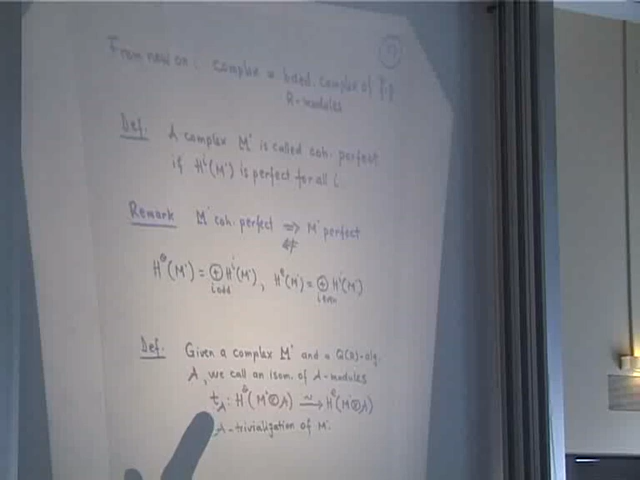 From now on: complex = bded. complex of f.g.
R-modules
Def. A complex M˙ is called coh. perfect
if Hⁱ(M˙) is perfect for all i
Remark M˙ coh. perfect ⇒ M˙ perfect
⇍
H^o(M˙) = ⊕ Hⁱ(M˙), H^e(M˙) = ⊕ Hⁱ(M˙)
i odd i even
Def. Given a complex M˙ and a Q(R)-alg.
A, we call an isom. of A-modules
t_A : H^o(M˙⊗A) ⥲ H^e(M˙⊗A)
A-trivialization of M˙.